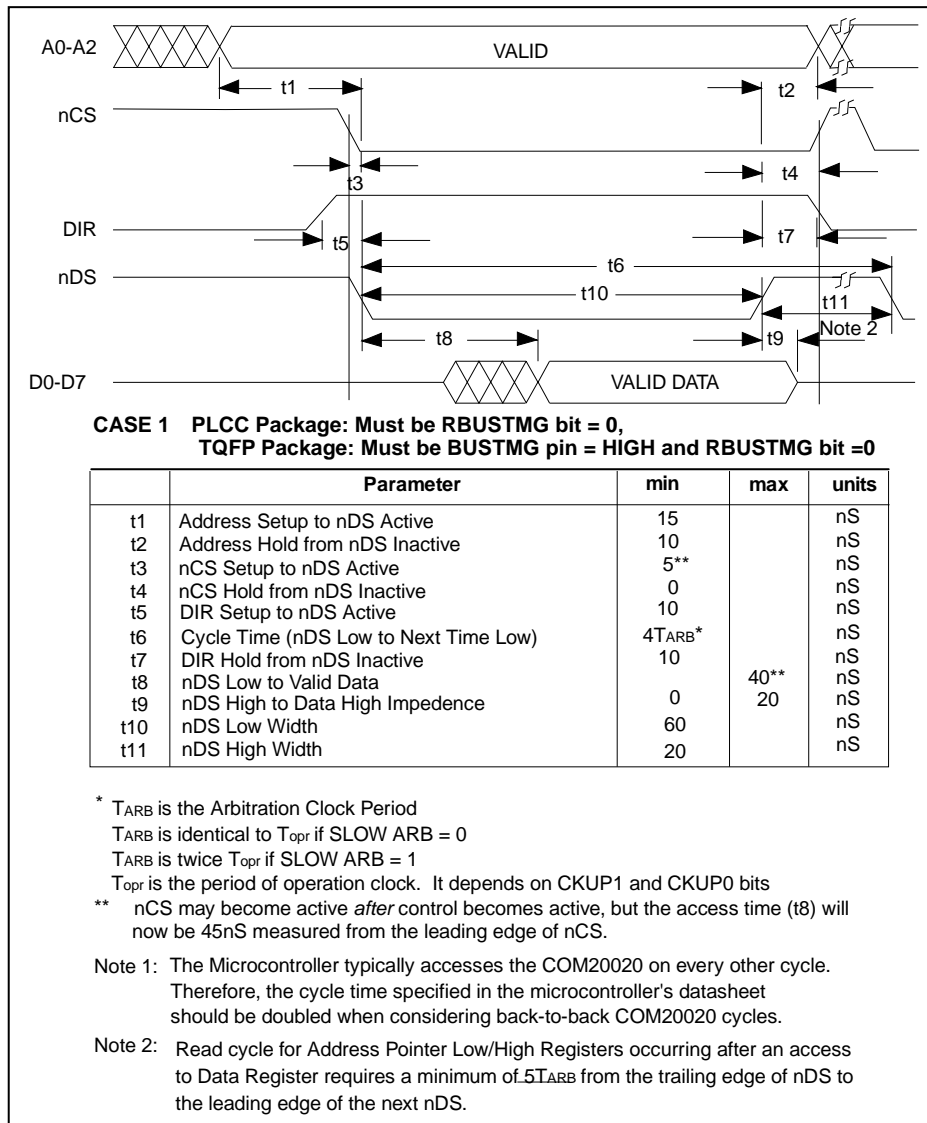 A0-A2
VALID
t1
t2
nCS
t3
t4
DIR
t5
t7
t6
nDS
t10
t11
Note 2
t8
t9
D0-D7
VALID DATA
CASE 1 PLCC Package: Must be RBUSTMG bit = 0,
TQFP Package: Must be BUSTMG pin = HIGH and RBUSTMG bit =0
Parameter min max units
t1 Address Setup to nDS Active 15 nS
t2 Address Hold from nDS Inactive 10 nS
t3 nCS Setup to nDS Active 5** nS
t4 nCS Hold from nDS Inactive 0 nS
t5 DIR Setup to nDS Active 10 nS
t6 Cycle Time (nDS Low to Next Time Low) 4TARB* nS
t7 DIR Hold from nDS Inactive 10 nS
t8 nDS Low to Valid Data 40** nS
t9 nDS High to Data High Impedence 0 20 nS
t10 nDS Low Width 60 nS
t11 nDS High Width 20 nS
* TARB is the Arbitration Clock Period
TARB is identical to Topr if SLOW ARB = 0
TARB is twice Topr if SLOW ARB = 1
Topr is the period of operation clock. It depends on CKUP1 and CKUP0 bits
** nCS may become active after control becomes active, but the access time (t8) will
now be 45nS measured from the leading edge of nCS.
Note 1: The Microcontroller typically accesses the COM20020 on every other cycle.
Therefore, the cycle time specified in the microcontroller's datasheet
should be doubled when considering back-to-back COM20020 cycles.
Note 2: Read cycle for Address Pointer Low/High Registers occurring after an access
to Data Register requires a minimum of 5TARB from the trailing edge of nDS to
the leading edge of the next nDS.